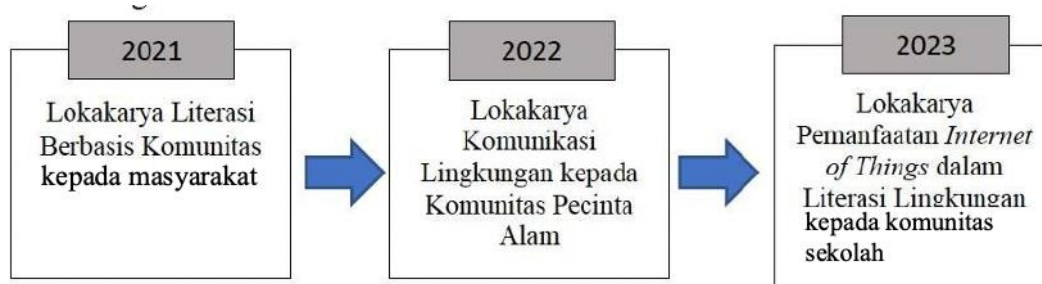 2021
Lokakarya Literasi
Berbasis Komunitas
kepada masyarakat
2022
Lokakarya
Komunikasi
Lingkungan kepada
Komunitas Pecinta
Alam
2023
Lokakarya
Pemanfaatan Internet
of Things dalam
Literasi Lingkungan
kepada komunitas
sekolah